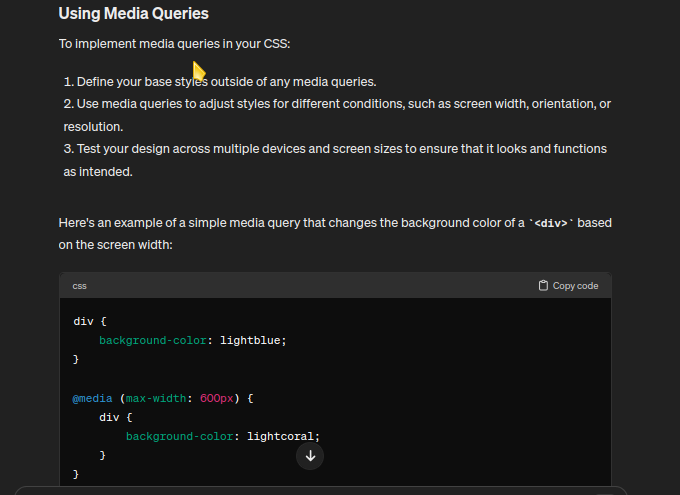 Using Media Queries
To implement media queries in your CSS:
1. Define your base styles outside of any media queries.
2. Use media queries to adjust styles for different conditions, such as screen width, orientation, or
resolution.
3. Test your design across multiple devices and screen sizes to ensure that it looks and functions
as intended.
Here's an example of a simple media query that changes the background color of a `<div>` based
on the screen width:
css
Copy code
div {
    background-color: lightblue;
}
@media (max-width: 600px) {
    div {
        background-color: lightcoral;
    }
}